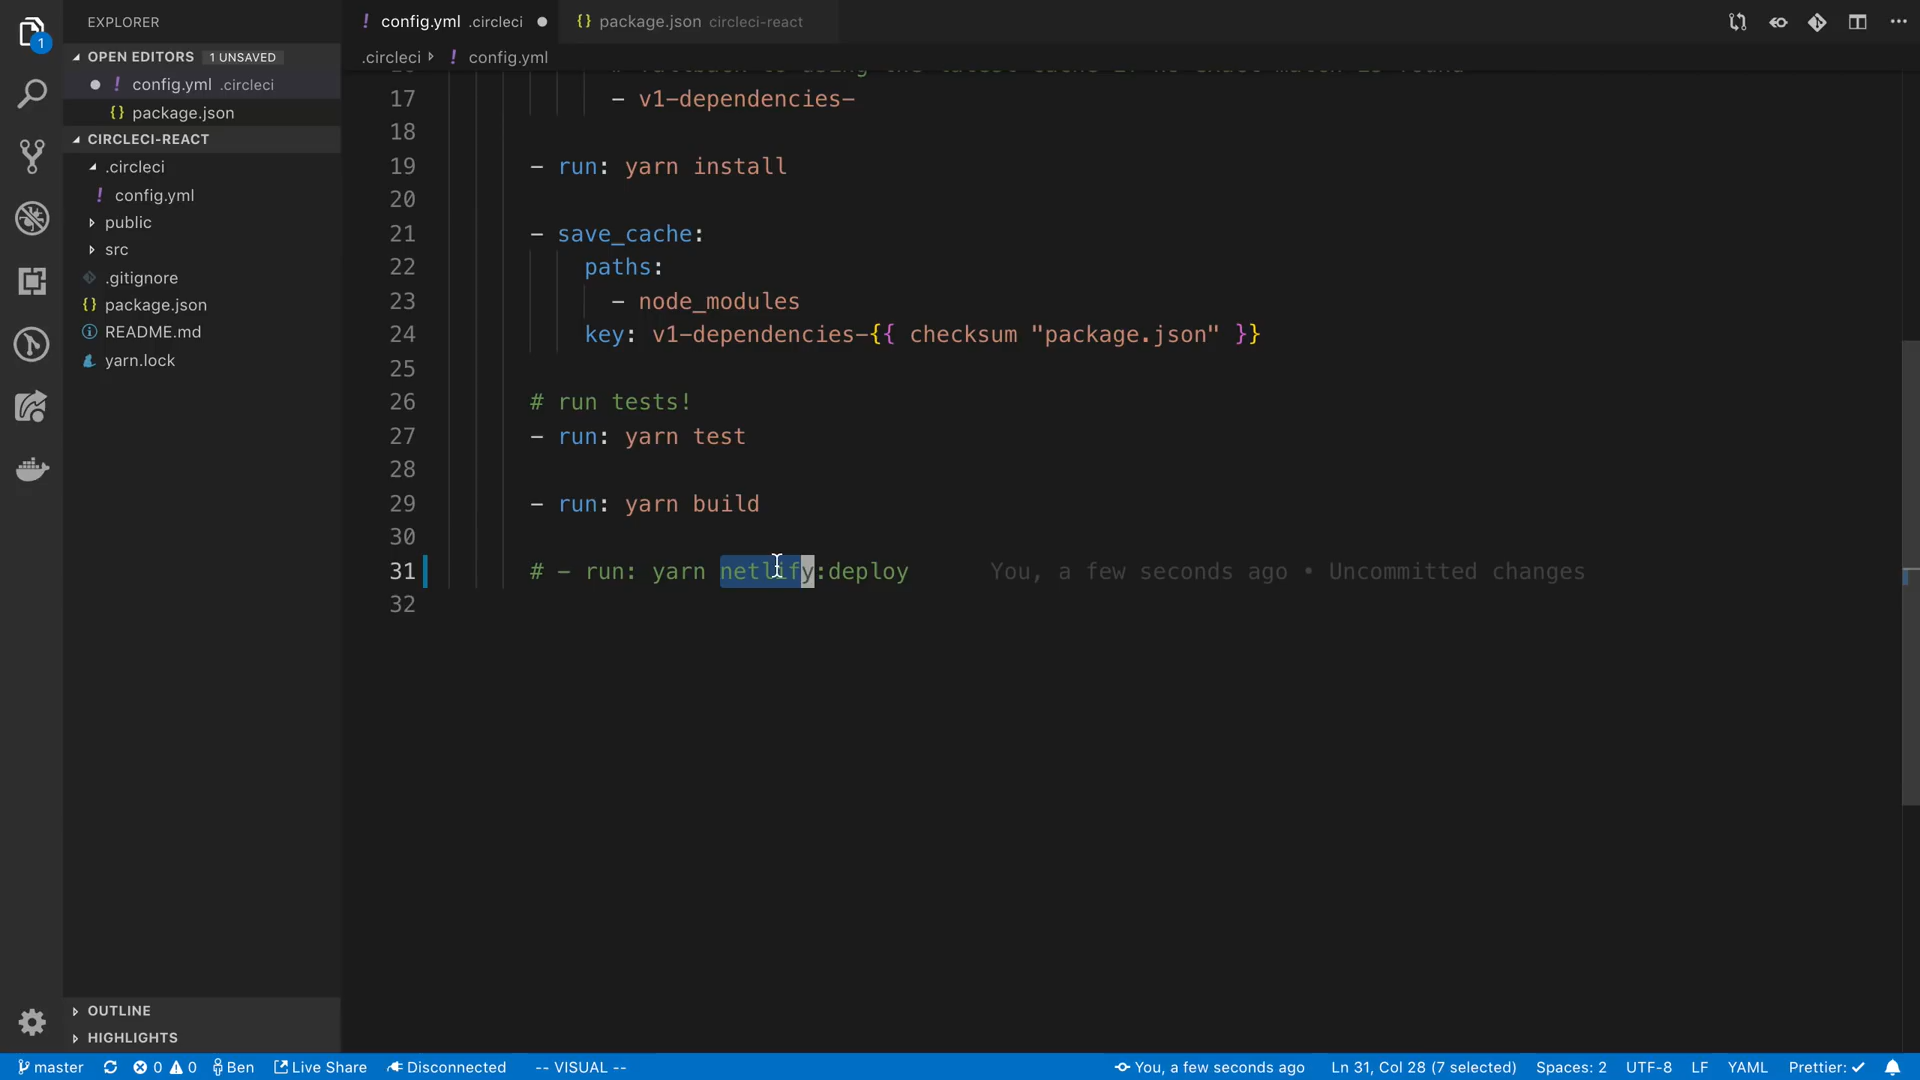 EXPLORER
OPEN EDITORS 1 UNSAVED
! config.yml .circleci
{} package.json
CIRCLECI-REACT
.circleci
! config.yml
public
src
.gitignore
{} package.json
README.md
yarn.lock
OUTLINE
HIGHLIGHTS
1
! config.yml .circleci
{} package.json circleci-react
.circleci ! config.yml
17 - v1-dependencies-
18
19 - run: yarn install
20
21 - save_cache:
22 paths:
23 - node_modules
24 key: v1-dependencies-{{ checksum "package.json" }}
25
26 # run tests!
27 - run: yarn test
28
29 - run: yarn build
30
31 # - run: yarn netlify:deploy You, a few seconds ago • Uncommitted changes
32
master 0 0 Ben Live Share Disconnected -- VISUAL -- You, a few seconds ago Ln 31, Col 28 (7 selected) Spaces: 2 UTF-8 LF YAML Prettier: ✓